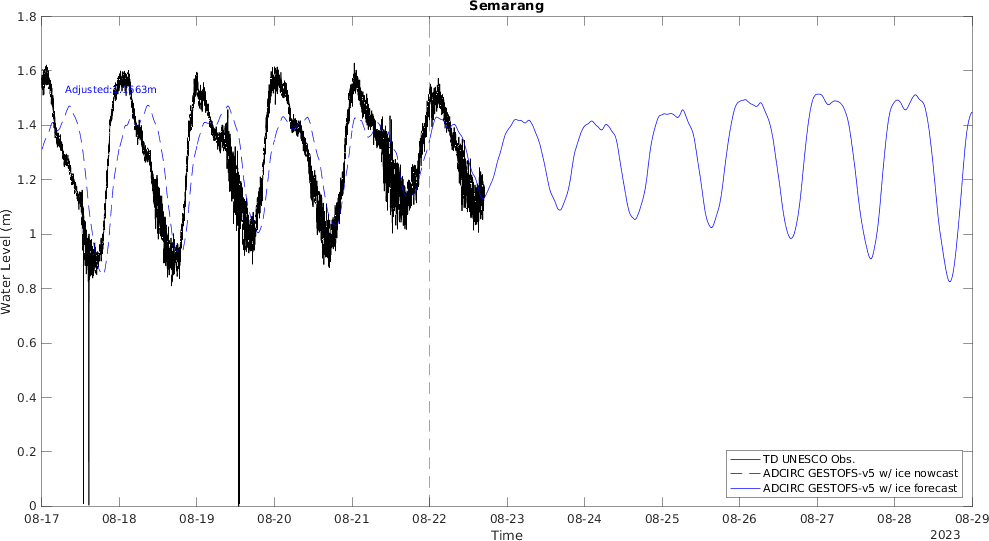 Semarang
1.8
1.6
1.4
1.2
1
0.8
0.6
0.4
0.2
0
Water Level (m)
08-17 08-18 08-19 08-20 08-21 08-22 08-23 08-24 08-25 08-26 08-27 08-28 08-29
Time
2023
TD UNESCO Obs.
ADCIRC GESTOFS-v5 w/ ice nowcast
ADCIRC GESTOFS-v5 w/ ice forecast